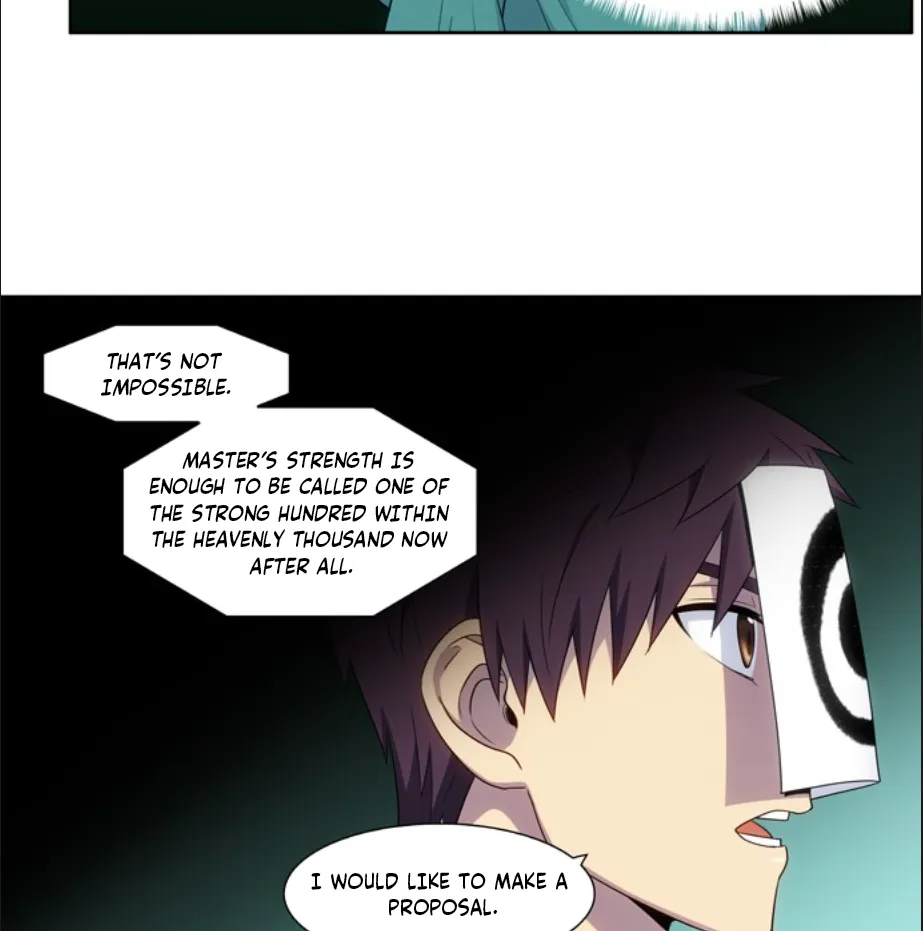 THAT'S NOT
IMPOSSIBLE.
MASTER'S STRENGTH IS
ENOUGH TO BE CALLED ONE OF
THE STRONG HUNDRED WITHIN
THE HEAVENLY THOUSAND NOW
AFTER ALL.
I WOULD LIKE TO MAKE A
PROPOSAL.